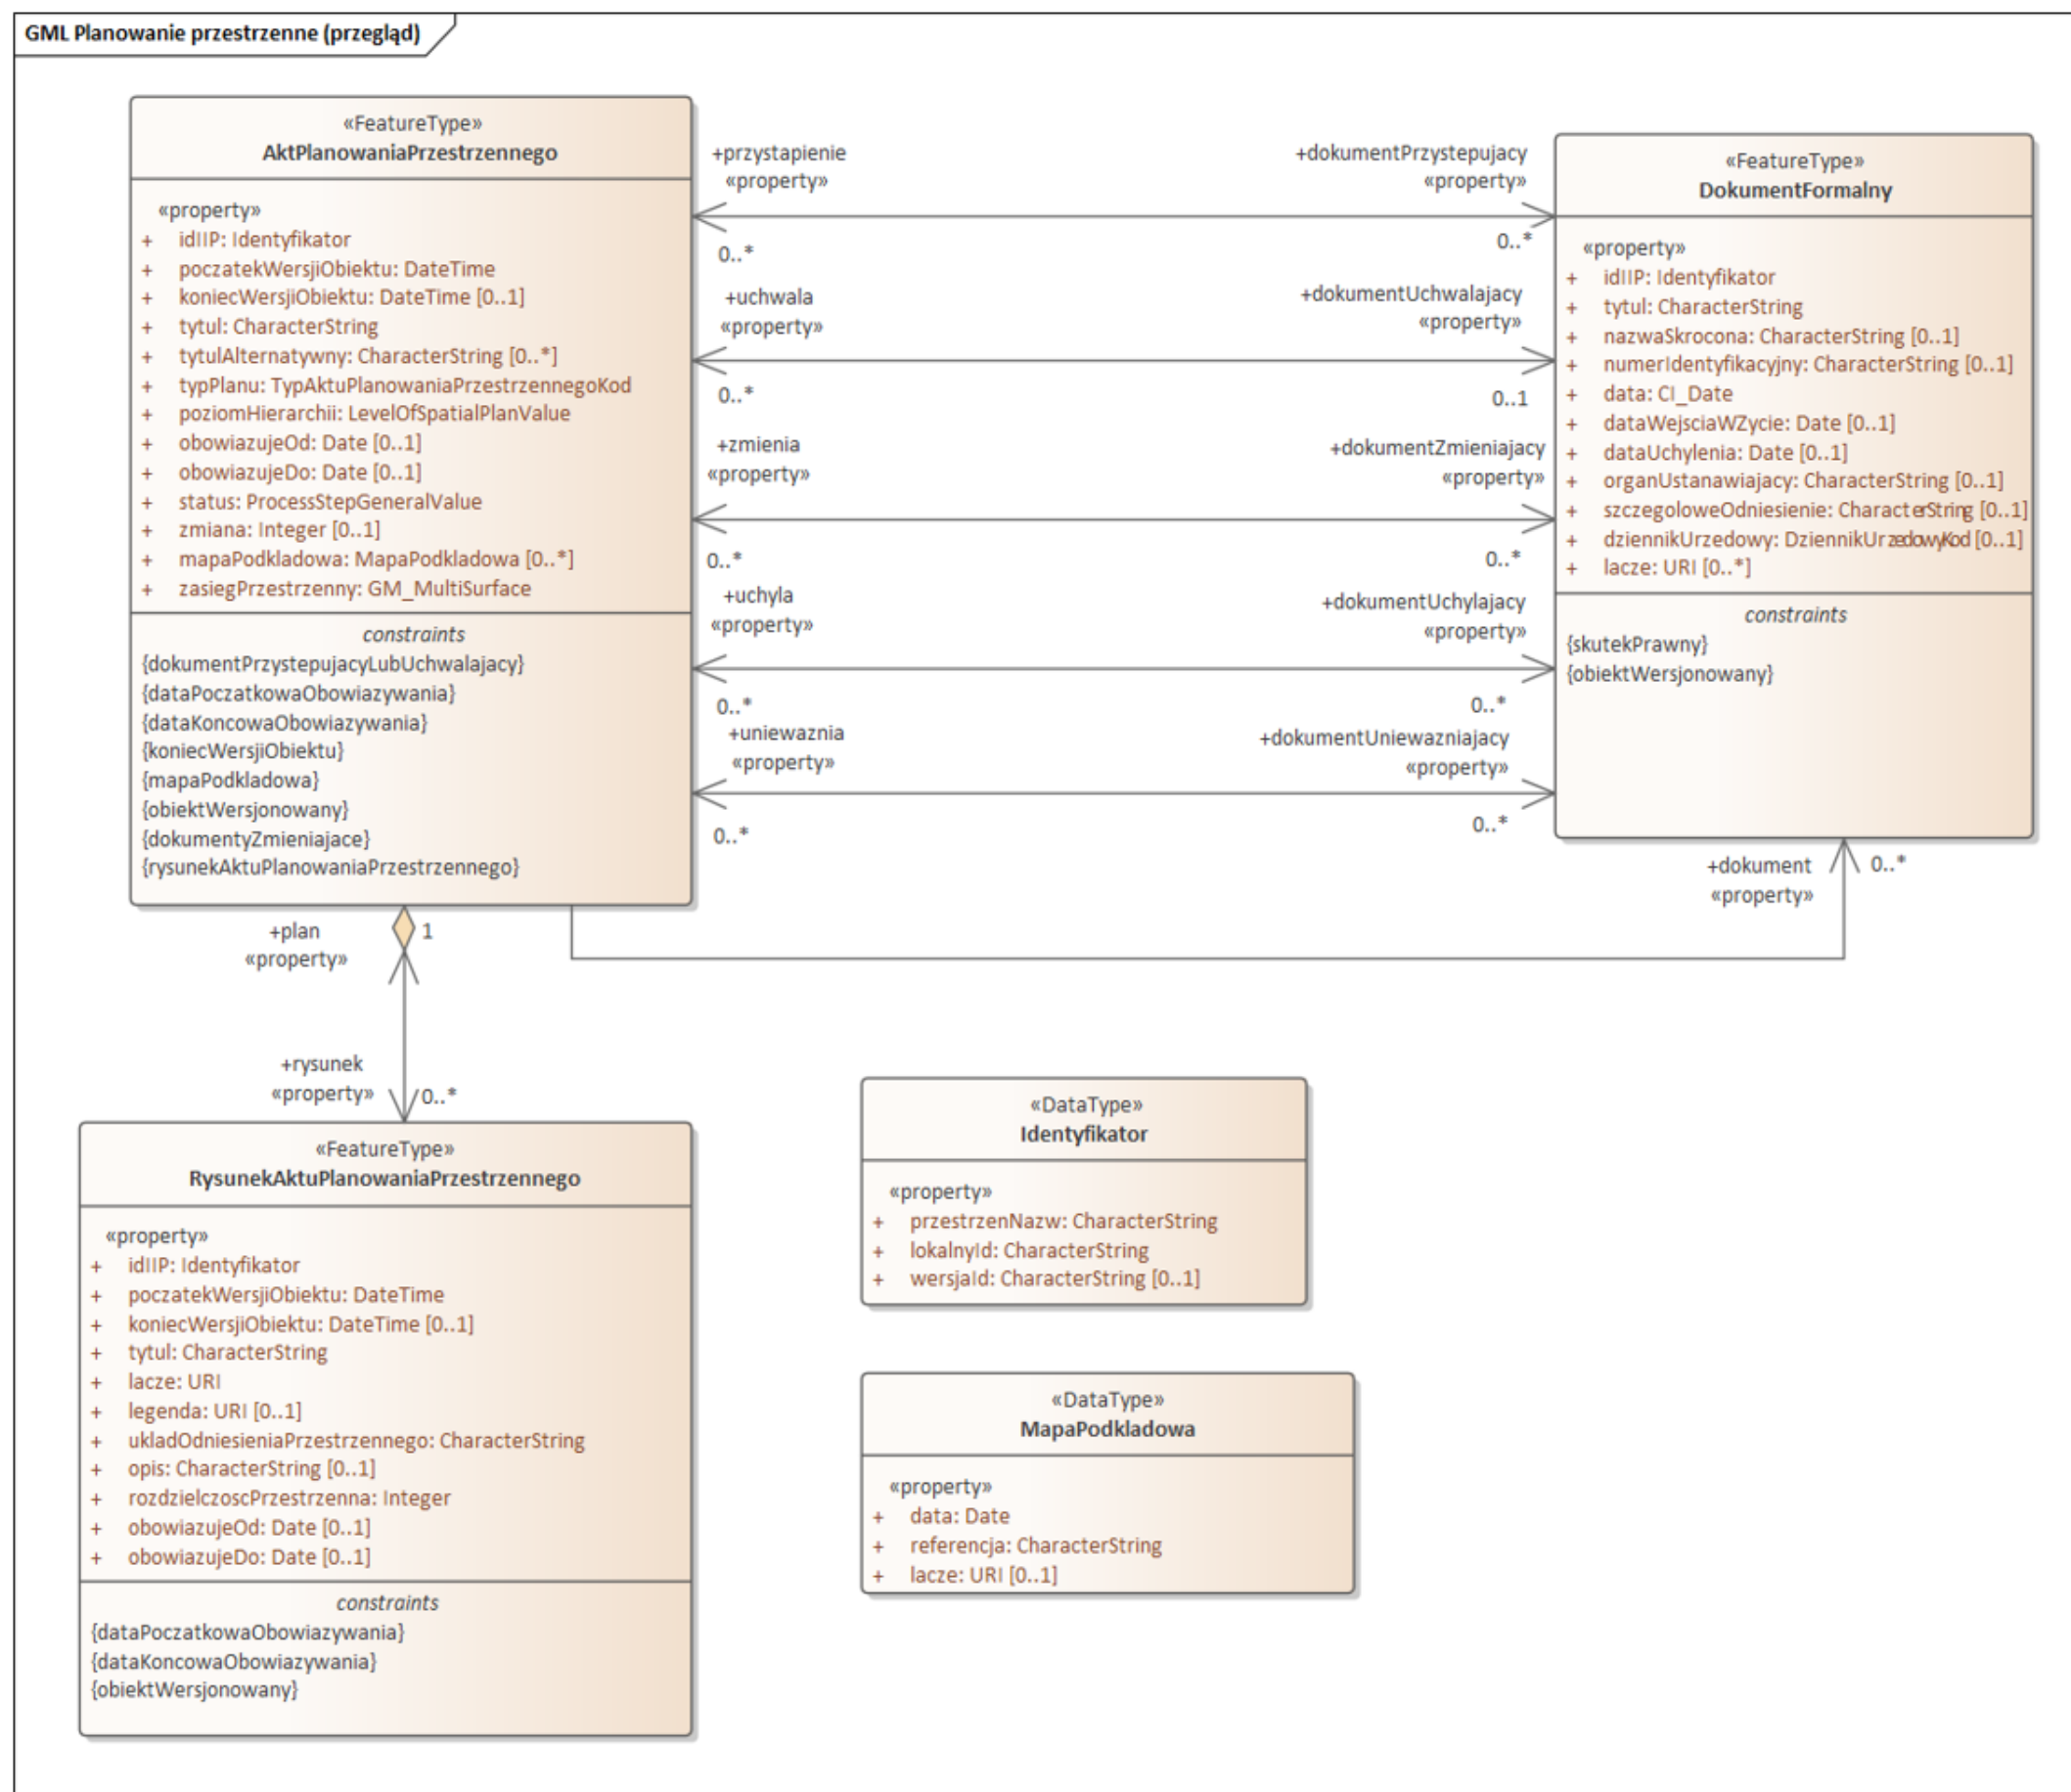 GML Planowanie przestrzenne (przegląd)
«FeatureType»
AktPlanowaniaPrzestrzennego
«property»
+ idIIP: Identyfikator
+ poczatekWersjiObiektu: DateTime
+ koniecWersjiObiektu: DateTime [0..1]
+ tytul: CharacterString
+ tytulAlternatywny: CharacterString [0..*]
+ typPlanu: TypAktuPlanowaniaPrzestrzennegoKod
+ poziomHierarchii: LevelOfSpatialPlanValue
+ obowiazujeOd: Date [0..1]
+ obowiazujeDo: Date [0..1]
+ status: ProcessStepGeneralValue
+ zmiana: Integer [0..1]
+ mapaPodkladowa: MapaPodkladowa [0..*]
+ zasiegPrzestrzenny: GM_MultiSurface
constraints
{dokumentPrzystepujacyLubUchwalajacy}
{dataPoczatkowaObowiazywania}
{dataKoncowaObowiazywania}
{koniecWersjiObiektu}
{mapaPodkladowa}
{obiektWersjonowany}
{dokumentyZmieniajace}
{rysunekAktuPlanowaniaPrzestrzennego}
+przystapienie
«property»
0..*
+dokumentPrzystepujacy
«property»
0..*
+uchwala
«property»
0..*
+dokumentUchwalajacy
«property»
0..1
+zmienia
«property»
0..*
+dokumentZmieniajacy
«property»
0..*
+uchyla
«property»
0..*
+dokumentUchylajacy
«property»
0..*
+uniewaznia
«property»
0..*
+dokumentUniewazniajacy
«property»
0..*
«FeatureType»
DokumentFormalny
«property»
+ idIIP: Identyfikator
+ tytul: CharacterString
+ nazwaSkrocona: CharacterString [0..1]
+ numerIdentyfikacyjny: CharacterString [0..1]
+ data: CI_Date
+ dataWejsciaWZycie: Date [0..1]
+ dataUchylenia: Date [0..1]
+ organUstanawiajacy: CharacterString [0..1]
+ szczegoloweOdniesienie: CharacterString [0..1]
+ dziennikUrzedowy: DziennikUrzedowyKod [0..1]
+ lacze: URI [0..*]
constraints
{skutekPrawny}
{obiektWersjonowany}
+dokument
«property»
0..*
+plan
«property»
1
+rysunek
«property»
0..*
«FeatureType»
RysunekAktuPlanowaniaPrzestrzennego
«property»
+ idIIP: Identyfikator
+ poczatekWersjiObiektu: DateTime
+ koniecWersjiObiektu: DateTime [0..1]
+ tytul: CharacterString
+ lacze: URI
+ legenda: URI [0..1]
+ ukladOdniesieniaPrzestrzennego: CharacterString
+ opis: CharacterString [0..1]
+ rozdzielczoscPrzestrzenna: Integer
+ obowiazujeOd: Date [0..1]
+ obowiazujeDo: Date [0..1]
constraints
{dataPoczatkowaObowiazywania}
{dataKoncowaObowiazywania}
{obiektWersjonowany}
«DataType»
Identyfikator
«property»
+ przestrzenNazw: CharacterString
+ lokalnyId: CharacterString
+ wersjaId: CharacterString [0..1]
«DataType»
MapaPodkladowa
«property»
+ data: Date
+ referencja: CharacterString
+ lacze: URI [0..1]